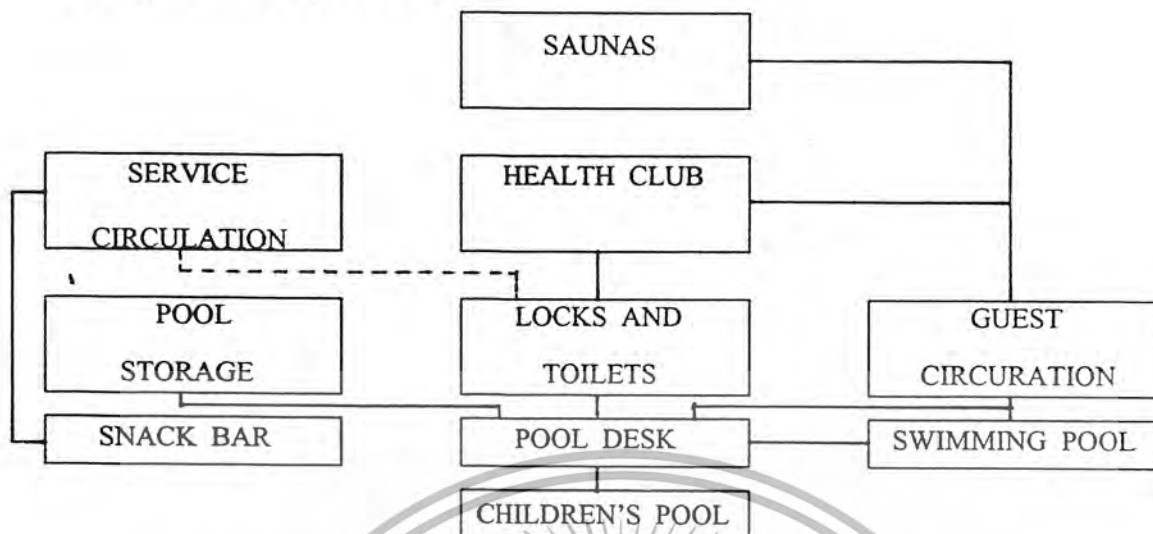 SAUNAS
SERVICE
CIRCULATION
HEALTH CLUB
POOL
STORAGE
LOCKS AND
TOILETS
GUEST
CIRCURATION
SNACK BAR
POOL DESK
SWIMMING POOL
CHILDREN'S POOL